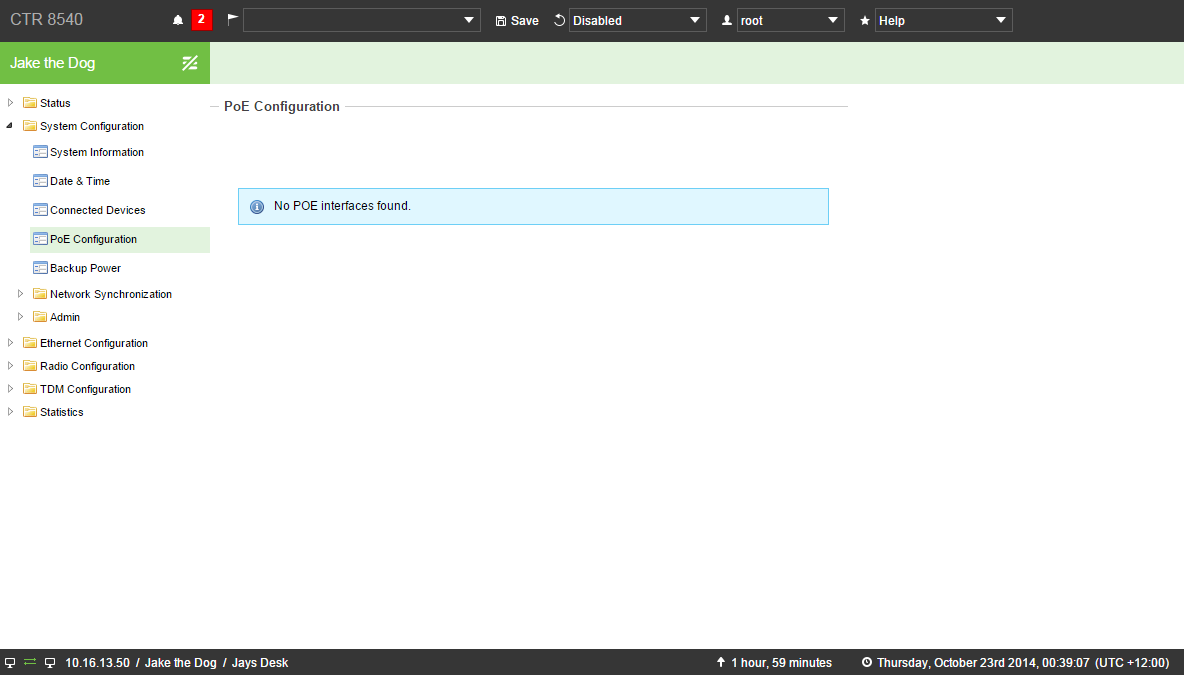 CTR 8540 2 Save Disabled root Help
Jake the Dog
Status
System Configuration
System Information
Date & Time
Connected Devices
PoE Configuration
Backup Power
Network Synchronization
Admin
Ethernet Configuration
Radio Configuration
TDM Configuration
Statistics
PoE Configuration
No POE interfaces found.
10.16.13.50 / Jake the Dog / Jays Desk 1 hour, 59 minutes Thursday, October 23rd 2014, 00:39:07 (UTC +12:00)